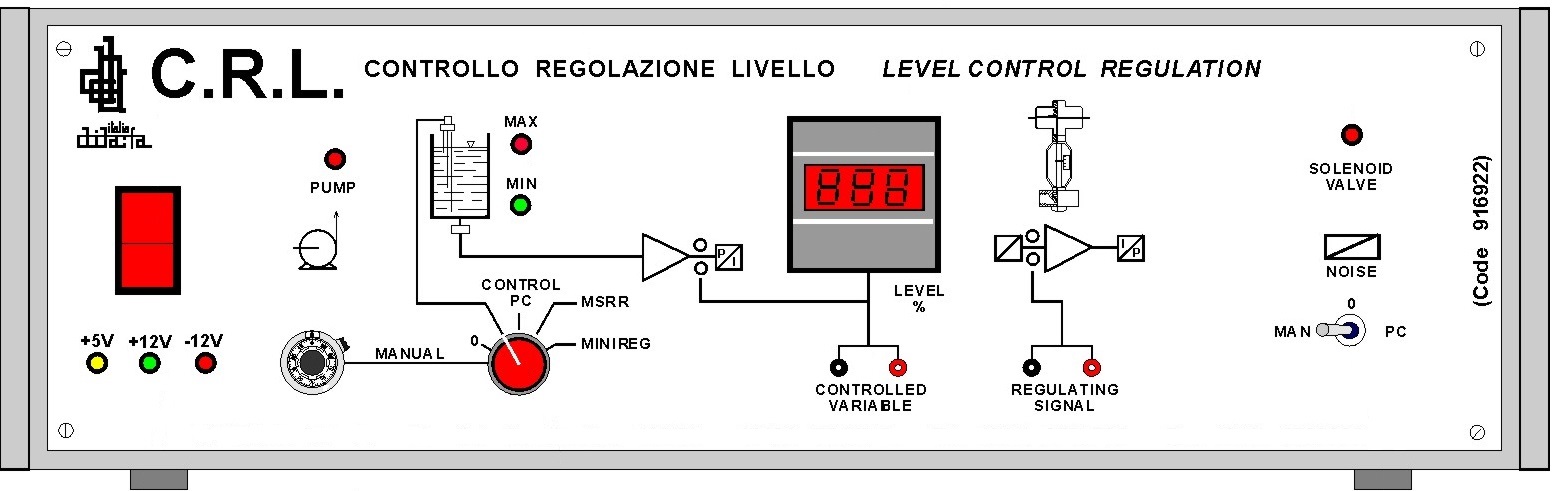 C.R.L. CONTROLLO REGOLAZIONE LIVELLO LEVEL CONTROL REGULATION
italia
didacta
MAX
MIN
PUMP
888
SOLENOID
VALVE
(Code 916922)
P
I
I
P
NOISE
LEVEL
%
CONTROL
PC
MSRR
0
MINIREG
MANUAL
+5V +12V -12V
0
MAN
PC
CONTROLLED
VARIABLE
REGULATING
SIGNAL